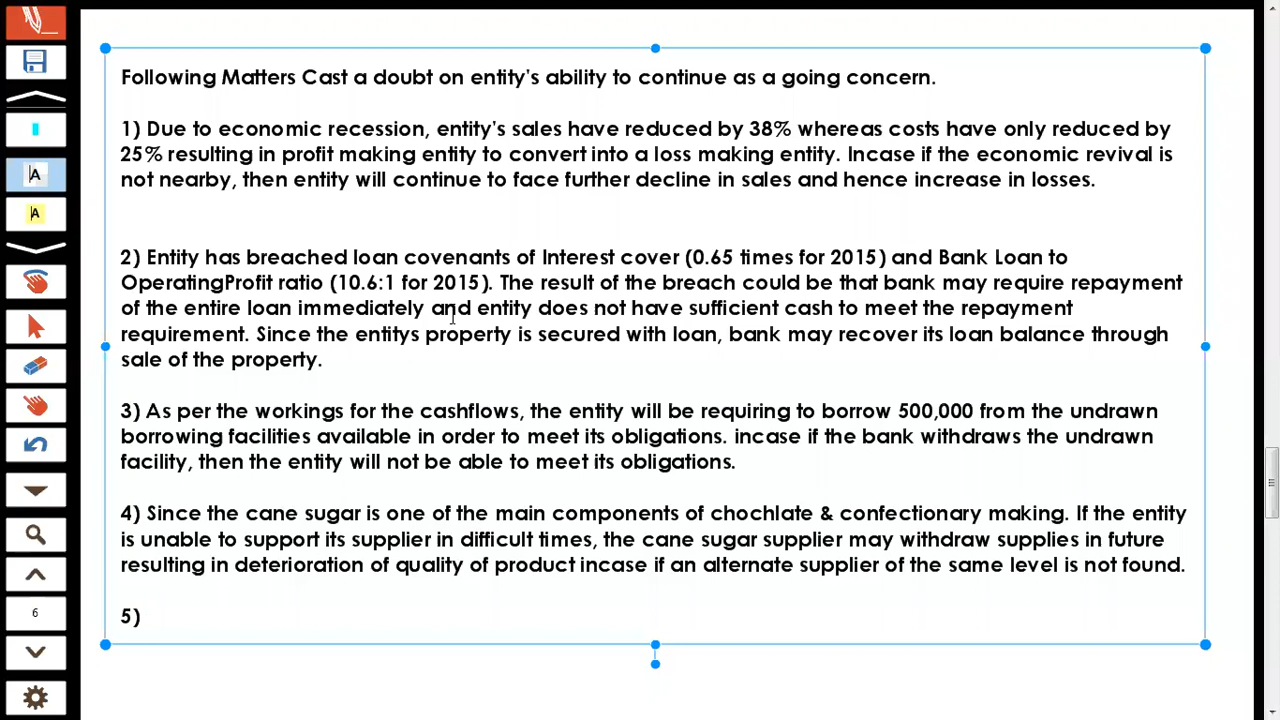 Following Matters Cast a doubt on entity's ability to continue as a going concern.
1) Due to economic recession, entity's sales have reduced by 38% whereas costs have only reduced by
25% resulting in profit making entity to convert into a loss making entity. Incase if the economic revival is
not nearby, then entity will continue to face further decline in sales and hence increase in losses.
2) Entity has breached loan covenants of Interest cover (0.65 times for 2015) and Bank Loan to
OperatingProfit ratio (10.6:1 for 2015). The result of the breach could be that bank may require repayment
of the entire loan immediately and entity does not have sufficient cash to meet the repayment
requirement. Since the entitys property is secured with loan, bank may recover its loan balance through
sale of the property.
3) As per the workings for the cashflows, the entity will be requiring to borrow 500,000 from the undrawn
borrowing facilities available in order to meet its obligations. incase if the bank withdraws the undrawn
facility, then the entity will not be able to meet its obligations.
4) Since the cane sugar is one of the main components of chochlate & confectionary making. If the entity
is unable to support its supplier in difficult times, the cane sugar supplier may withdraw supplies in future
resulting in deterioration of quality of product incase if an alternate supplier of the same level is not found.
5)
A
A
6